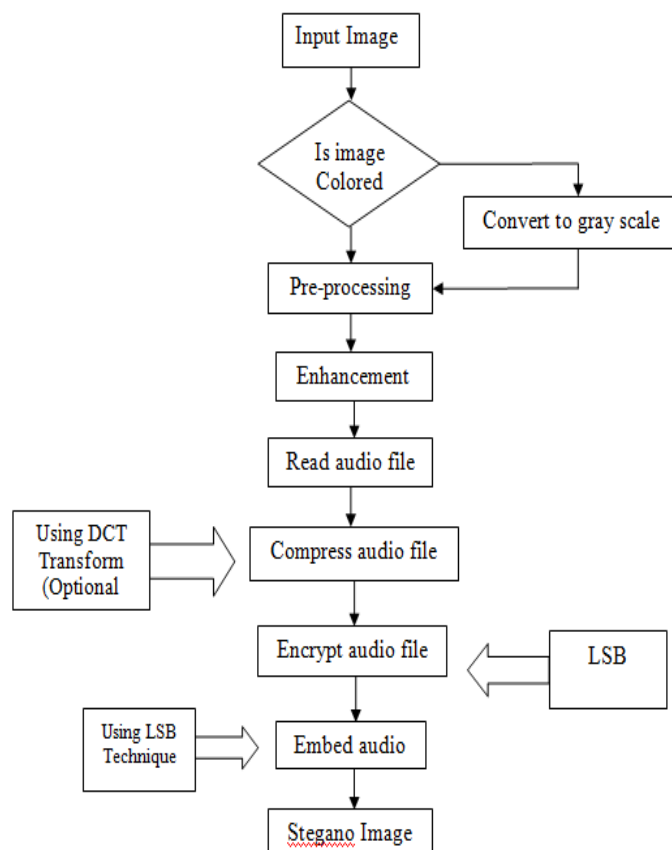 Input Image
Is image
Colored
Convert to gray scale
Pre-processing
Enhancement
Read audio file
Using DCT
Transform
(Optional
Compress audio file
Encrypt audio file
LSB
Using LSB
Technique
Embed audio
Stegano Image